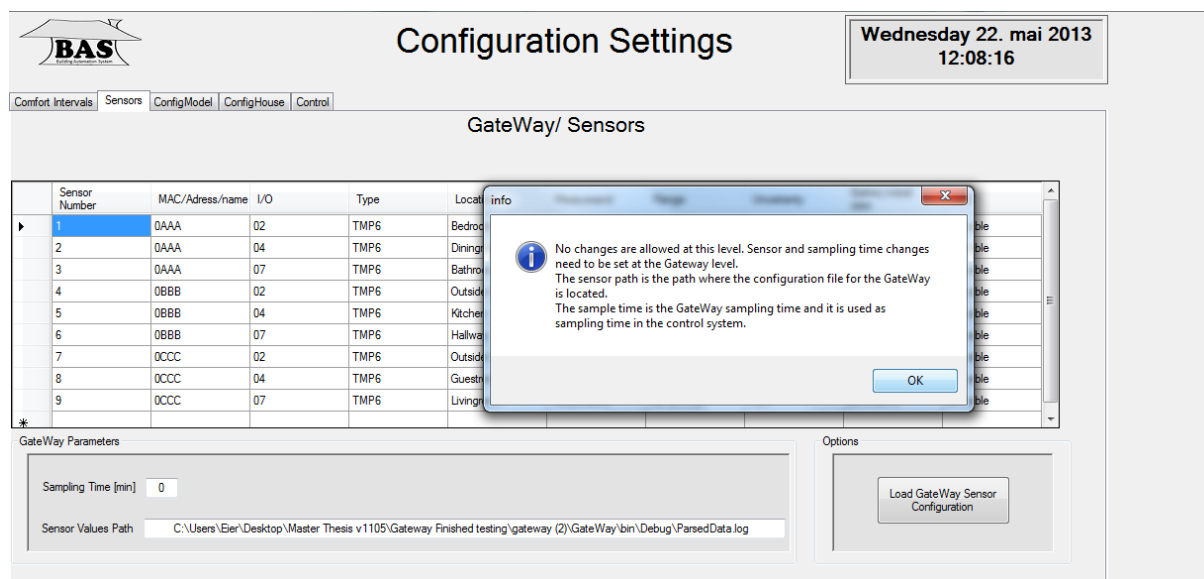 BAS
Building Automation System
Configuration Settings
Wednesday 22. mai 2013
12:08:16
Comfort Intervals Sensors ConfigModel ConfigHouse Control
GateWay/ Sensors
Sensor Number MAC/Adress/name I/O Type
1 0AAA 02 TMP6
2 0AAA 04 TMP6
3 0AAA 07 TMP6
4 0BBB 02 TMP6 Outside
5 0BBB 04 TMP6
6 0BBB 07 TMP6
7 0CCC 02 TMP6 Outside
8 0CCC 04 TMP6
9 0CCC 07 TMP6
info
No changes are allowed at this level. Sensor and sampling time changes
need to be set at the Gateway level.
The sensor path is the path where the configuration file for the GateWay
is located.
The sample time is the GateWay sampling time and it is used as
sampling time in the control system.
OK
GateWay Parameters
Sampling Time [min] 0
Sensor Values Path C:\Users\Eier\Desktop\Master Thesis v1105\Gateway Finished testing\gateway (2)\GateWay\bin\Debug\ParsedData.log
Options
Load GateWay Sensor
Configuration